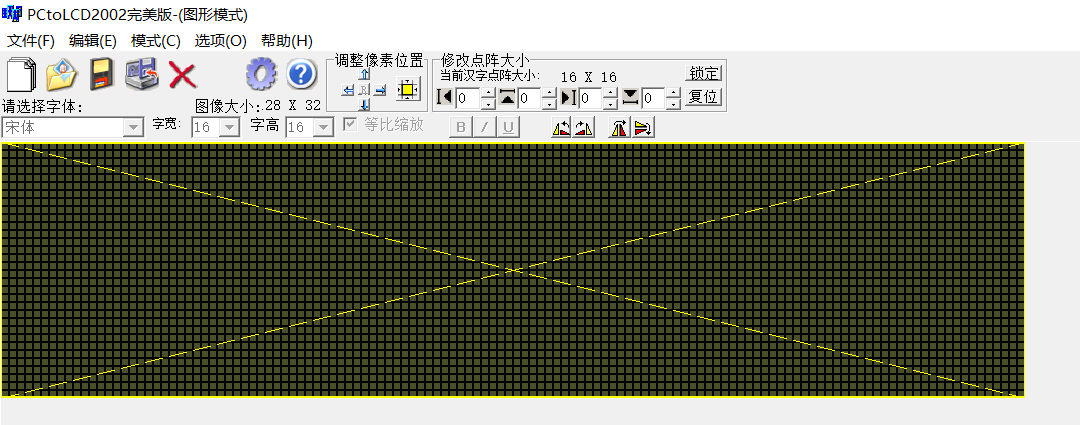 PCtoLCD2002完美版-(图形模式)
文件(F) 编辑(E) 模式(C) 选项(O) 帮助(H)
调整像素位置
修改点阵大小
当前汉字点阵大小: 16 X 16
锁定
0 0 0 0
复位
请选择字体:
图像大小:28 X 32
宋体
字宽: 16
字高 16
等比缩放
B I U